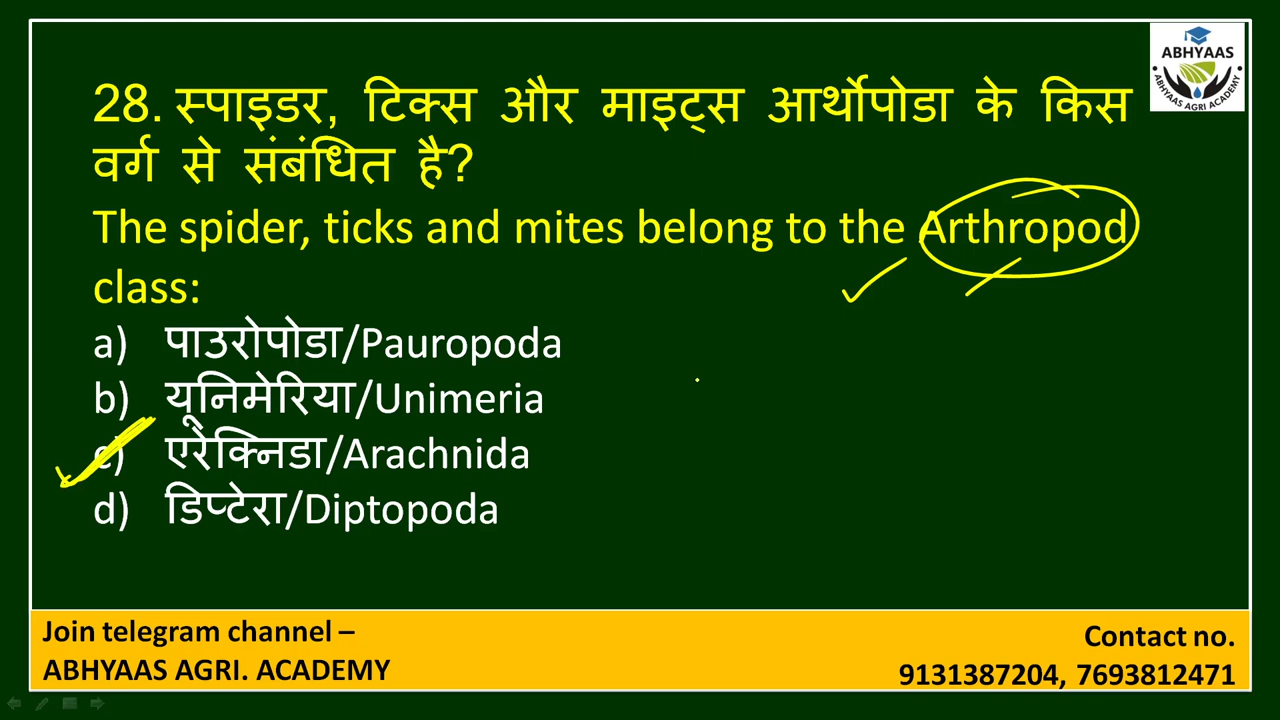 ABHYAAS
ABHYAAS AGRI ACADEMY
28. स्पाइडर, टिक्स और माइट्स आर्थोपोडा के किस
वर्ग से संबंधित है?
The spider, ticks and mites belong to the Arthropod
class:
a) पाउरोपोडा/Pauropoda
b) यूनिमेरिया/Unimeria
c) एरेक्निडा/Arachnida
d) डिप्टेरा/Diptopoda
Join telegram channel –
ABHYAAS AGRI. ACADEMY
Contact no.
9131387204, 7693812471